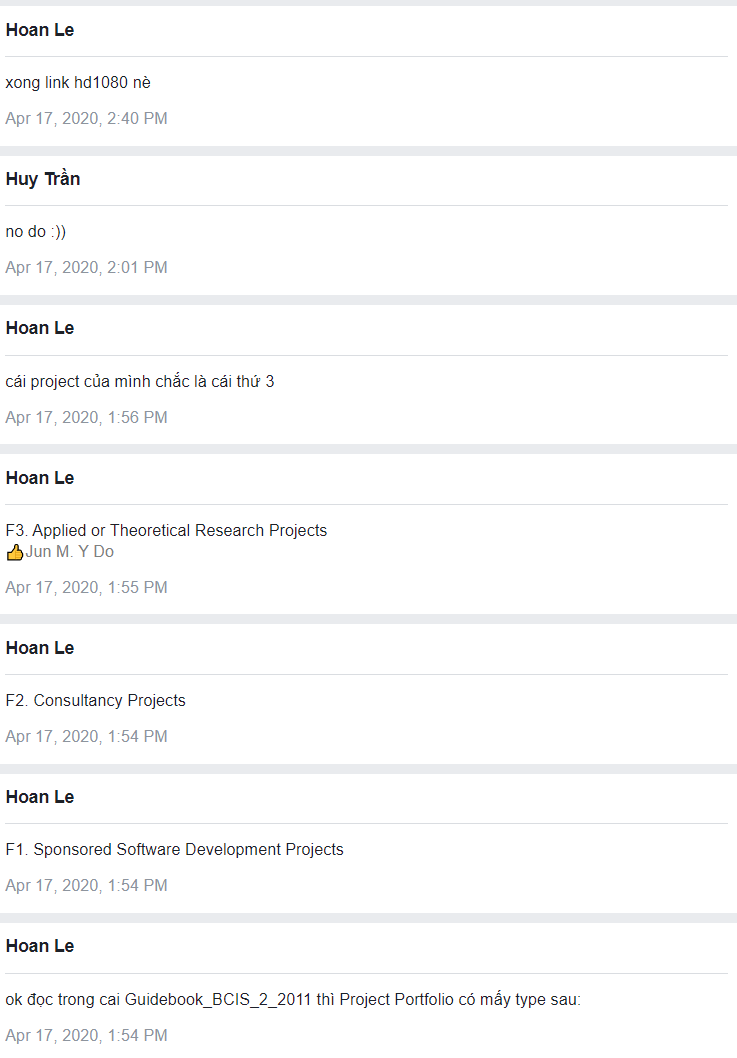 Hoan Le
xong link hd1080 nè
Apr 17, 2020, 2:40 PM
Huy Trần
no do :))
Apr 17, 2020, 2:01 PM
Hoan Le
cái project của mình chắc là cái thứ 3
Apr 17, 2020, 1:56 PM
Hoan Le
F3. Applied or Theoretical Research Projects
👍Jun M. Y Do
Apr 17, 2020, 1:55 PM
Hoan Le
F2. Consultancy Projects
Apr 17, 2020, 1:54 PM
Hoan Le
F1. Sponsored Software Development Projects
Apr 17, 2020, 1:54 PM
Hoan Le
ok đọc trong cai Guidebook_BCIS_2_2011 thì Project Portfolio có mấy type sau:
Apr 17, 2020, 1:54 PM